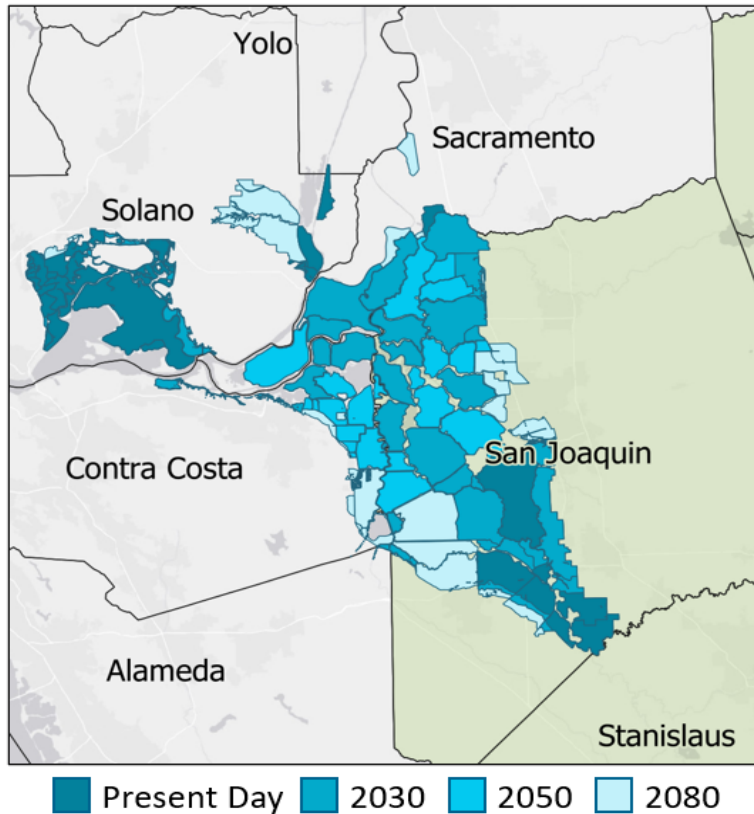 Yolo
Sacramento
Solano
San Joaquin
Contra Costa
Alameda
Stanislaus
Present Day 2030 2050 2080